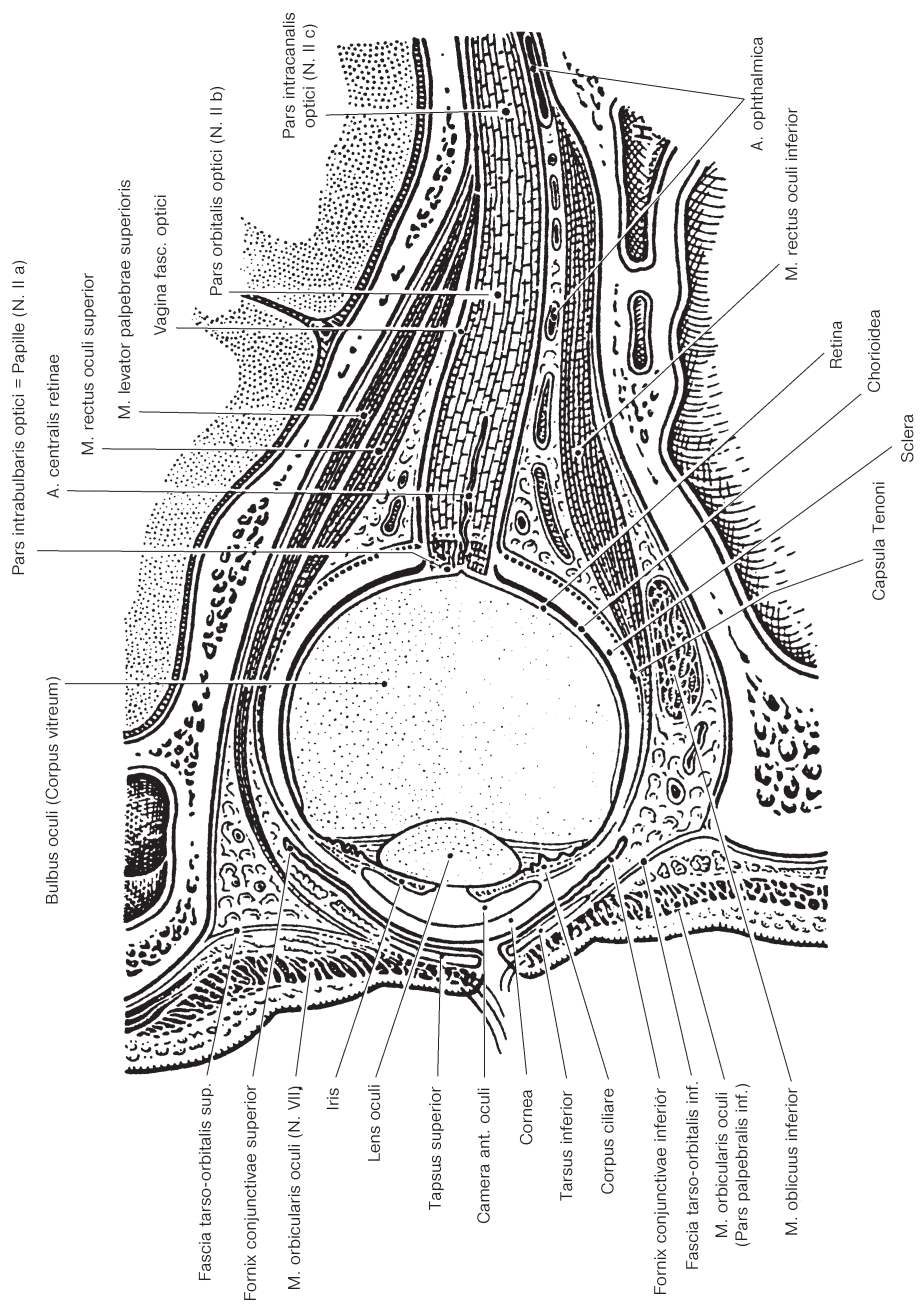 Pars intrabulbaris optici = Papille (N. II a)
A. centralis retinae
M. rectus oculi superior
M. levator palpebrae superioris
Vagina fasc. optici
Pars orbitalis optici (N. II b)
Pars intracanalis
optici (N. II c)
Bulbus oculi (Corpus vitreum)
A. ophthalmica
M. rectus oculi inferior
Retina
Chorioidea
Sclera
Capsula Tenoni
Fascia tarso-orbitalis sup.
Fornix conjunctivae superior
M. orbicularis oculi (N. VII)
Iris
Lens oculi
Tapsus superior
Camera ant. oculi
Cornea
Tarsus inferior
Corpus ciliare
Fornix conjunctivae inferior
Fascia tarso-orbitalis inf.
M. orbicularis oculi
(Pars palpebralis inf.)
M. oblicuus inferior
H